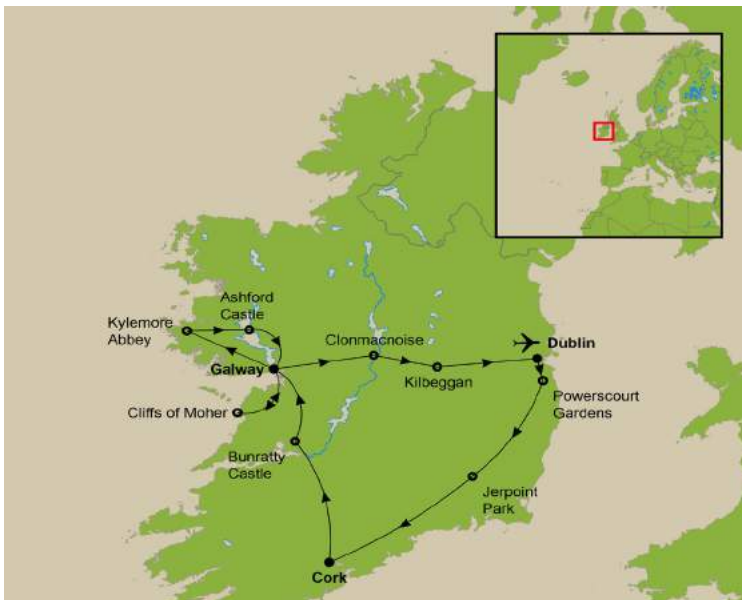 Ashford
Castle
Kylemore
Abbey
Clonmacnoise
Dublin
Galway
Kilbeggan
Powerscourt
Gardens
Cliffs of Moher
Bunratty
Castle
Jerpoint
Park
Cork